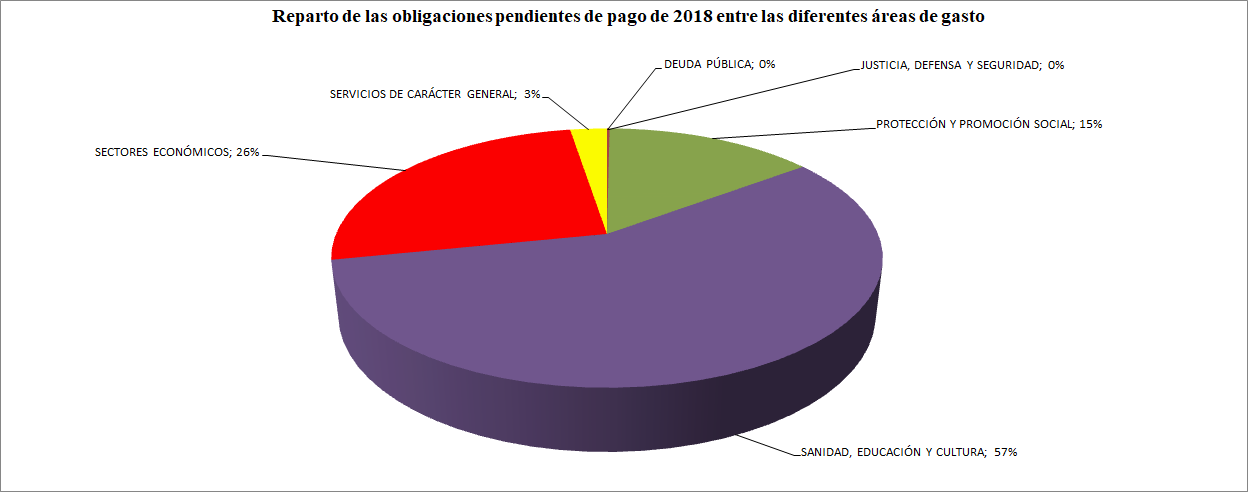 Reparto de las obligaciones pendientes de pago de 2018 entre las diferentes áreas de gasto
DEUDA PÚBLICA; 0%
JUSTICIA, DEFENSA Y SEGURIDAD; 0%
SERVICIOS DE CARÁCTER GENERAL; 3%
PROTECCIÓN Y PROMOCIÓN SOCIAL; 15%
SECTORES ECONÓMICOS; 26%
SANIDAD, EDUCACIÓN Y CULTURA; 57%